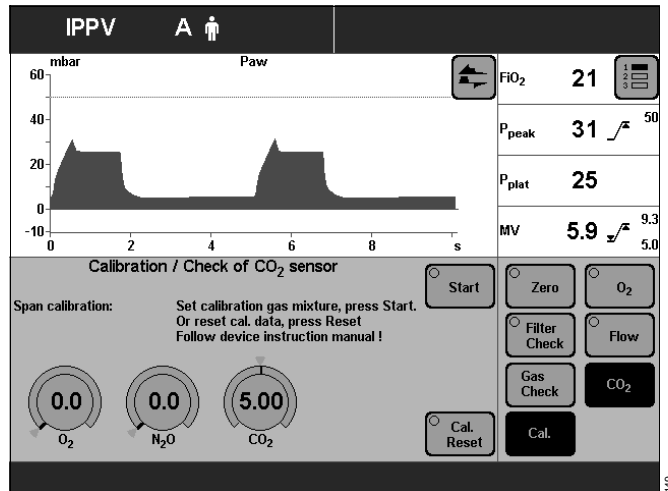 IPPV A
mbar Paw
60
40
20
0
-10
0 2 4 6 8 s
FiO2 21
1
2
3
Ppeak 31 50
Pplat 25
MV 5.9 9.3
5.0
Calibration / Check of CO2 sensor
Span calibration:
Set calibration gas mixture, press Start.
Or reset cal. data, press Reset
Follow device instruction manual !
0.0
O2
0.0
N2O
5.00
CO2
Start
Cal.
Reset
Zero
O2
Filter
Check
Flow
Gas
Check
CO2
Cal.